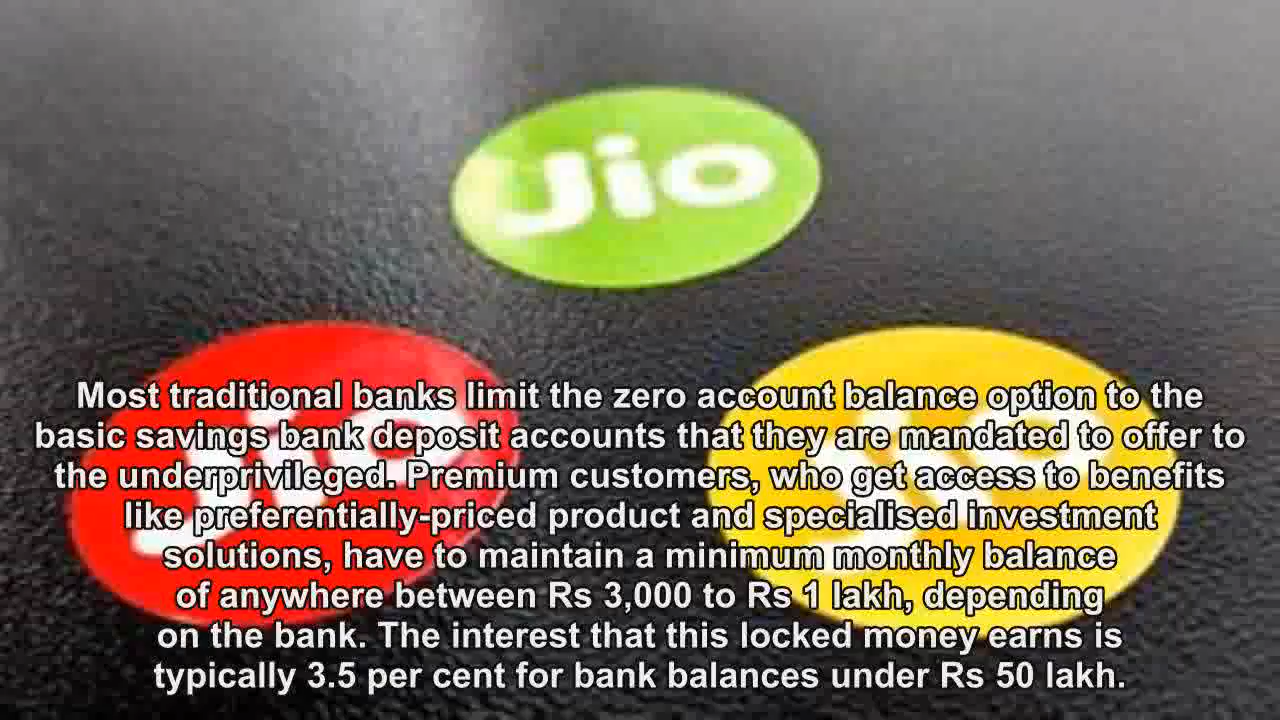 Jio
Jio
Jio
Most traditional banks limit the zero account balance option to the
basic savings bank deposit accounts that they are mandated to offer to
the underprivileged. Premium customers, who get access to benefits
like preferentially-priced product and specialised investment
solutions, have to maintain a minimum monthly balance
of anywhere between Rs 3,000 to Rs 1 lakh, depending
on the bank. The interest that this locked money earns is
typically 3.5 per cent for bank balances under Rs 50 lakh.